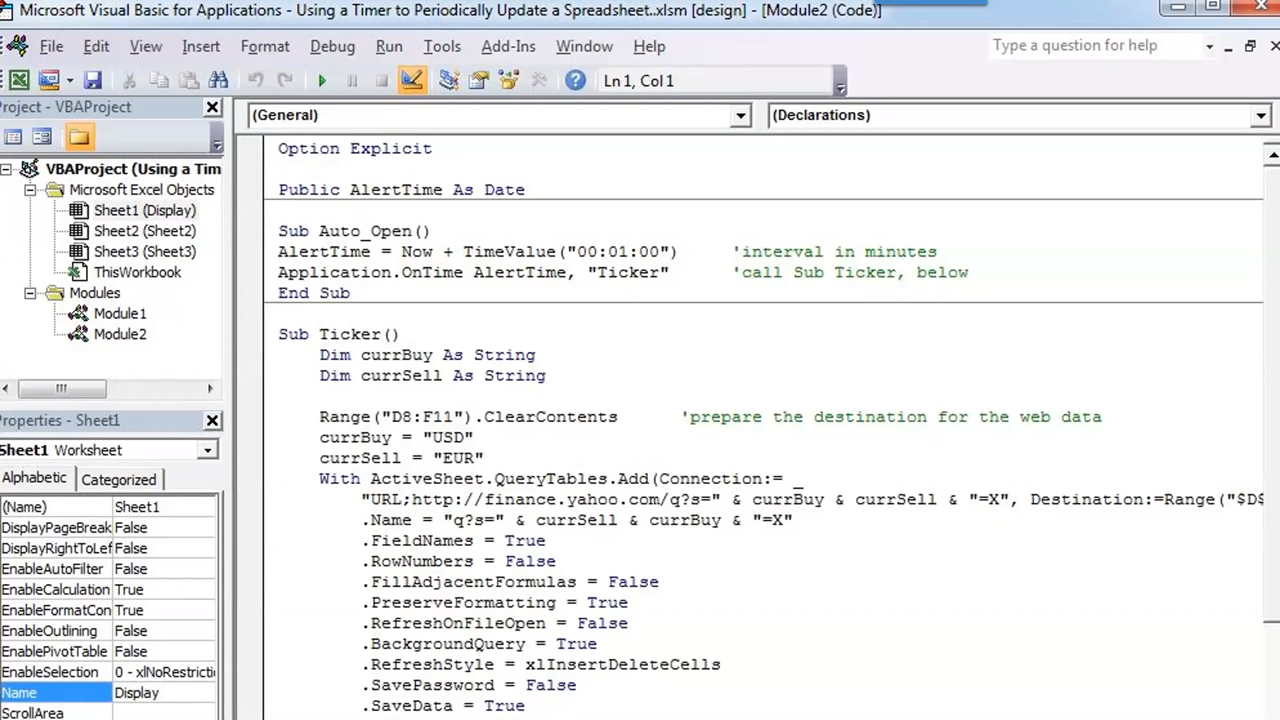 Microsoft Visual Basic for Applications - Using a Timer to Periodically Update a Spreadsheet..xlsm [design] - [Module2 (Code)]
File Edit View Insert Format Debug Run Tools Add-Ins Window Help
Type a question for help
Ln 1, Col 1
roject - VBAProject
(General)
(Declarations)
VBAProject (Using a Tim
Microsoft Excel Objects
Sheet1 (Display)
Sheet2 (Sheet2)
Sheet3 (Sheet3)
ThisWorkbook
Modules
Module1
Module2
Properties - Sheet1
Sheet1 Worksheet
Alphabetic Categorized
(Name) Sheet1
DisplayPageBreak False
DisplayRightToLef False
EnableAutoFilter False
EnableCalculation True
EnableFormatCon True
EnableOutlining False
EnablePivotTable False
EnableSelection 0 - xlNoRestricti
Name Display
ScrollArea
Option Explicit
Public AlertTime As Date
Sub Auto_Open()
AlertTime = Now + TimeValue("00:01:00") 'interval in minutes
Application.OnTime AlertTime, "Ticker" 'call Sub Ticker, below
End Sub
Sub Ticker()
Dim currBuy As String
Dim currSell As String
Range("D8:F11").ClearContents 'prepare the destination for the web data
currBuy = "USD"
currSell = "EUR"
With ActiveSheet.QueryTables.Add(Connection:= _
"URL;http://finance.yahoo.com/q?s=" & currBuy & currSell & "=X", Destination:=Range("$D$
.Name = "q?s=" & currSell & currBuy & "=X"
.FieldNames = True
.RowNumbers = False
.FillAdjacentFormulas = False
.PreserveFormatting = True
.RefreshOnFileOpen = False
.BackgroundQuery = True
.RefreshStyle = xlInsertDeleteCells
.SavePassword = False
.SaveData = True